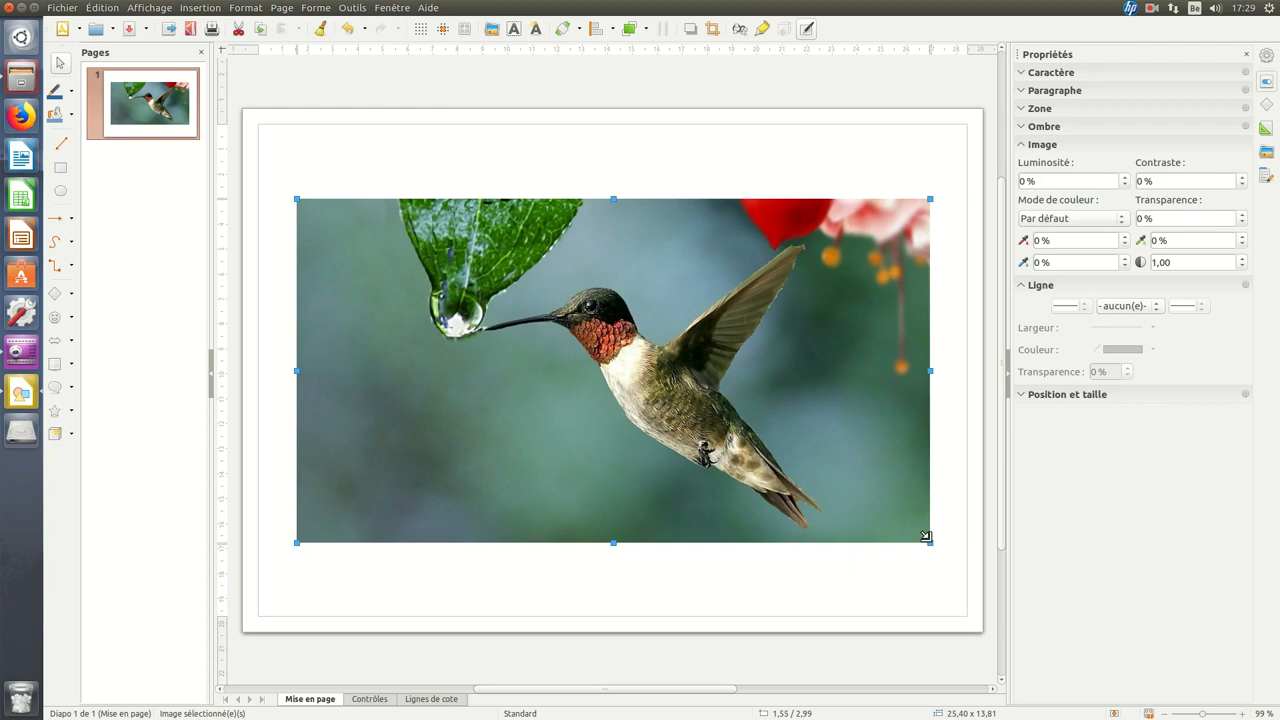 Fichier Édition Affichage Insertion Format Page Forme Outils Fenêtre Aide
hp Be 17:29
Pages
1
Propriétés
Caractère
Paragraphe
Zone
Ombre
Image
Luminosité : Contraste :
0 % 0 %
Mode de couleur : Transparence :
Par défaut 0 %
0 % 0 %
0 % 1,00
Ligne
- aucun(e) -
Largeur :
Couleur :
Transparence : 0 %
Position et taille
Mise en page Contrôles Lignes de cote
Diapo 1 de 1 (Mise en page) Image sélectionné(e)(s) Standard 1,55 / 2,99 25,40 x 13,81 99 %